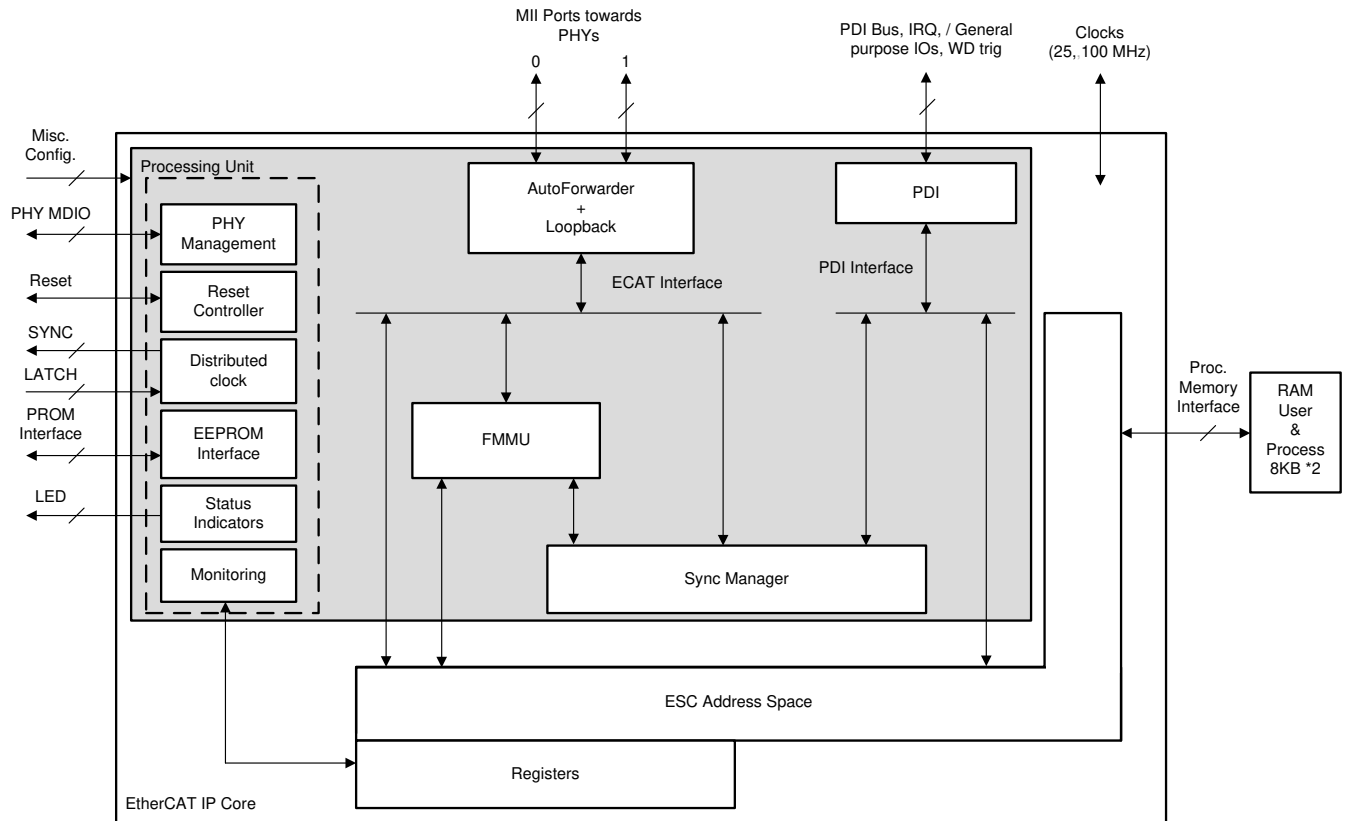 MII Ports towards
PHYs
0
1
PDI Bus, IRQ, / General
purpose IOs, WD trig
Clocks
(25,,100 MHz)
Misc.
Config.
Processing Unit
PHY MDIO
PHY
Management
Reset
Reset
Controller
SYNC
LATCH
Distributed
clock
PROM
Interface
EEPROM
Interface
LED
Status
Indicators
Monitoring
AutoForwarder
+
Loopback
ECAT Interface
PDI
PDI Interface
FMMU
Sync Manager
Proc.
Memory
Interface
RAM
User
&
Process
8KB *2
ESC Address Space
Registers
EtherCAT IP Core